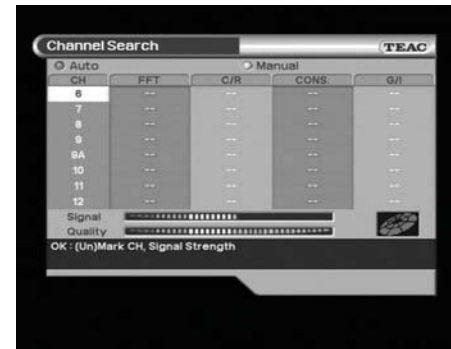 Channel Search TEAC
Auto Manual
CH FFT C/R CONS. G/I
6 -- -- -- --
7 -- -- -- --
8 -- -- -- --
9 -- -- -- --
9A -- -- -- --
10 -- -- -- --
11 -- -- -- --
12 -- -- -- --
Signal
Quality
OK : (Un)Mark CH, Signal Strength